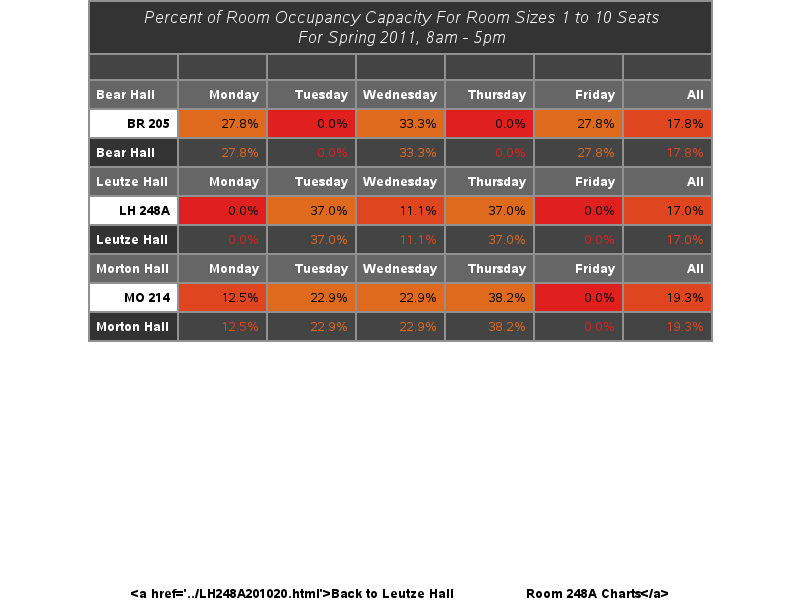 Percent of Room Occupancy Capacity For Room Sizes 1 to 10 Seats
For Spring 2011, 8am - 5pm
Bear Hall Monday Tuesday Wednesday Thursday Friday All
BR 205 27.8% 0.0% 33.3% 0.0% 27.8% 17.8%
Bear Hall 27.8% 0.0% 33.3% 0.0% 27.8% 17.8%
Leutze Hall Monday Tuesday Wednesday Thursday Friday All
LH 248A 0.0% 37.0% 11.1% 37.0% 0.0% 17.0%
Leutze Hall 0.0% 37.0% 11.1% 37.0% 0.0% 17.0%
Morton Hall Monday Tuesday Wednesday Thursday Friday All
MO 214 12.5% 22.9% 22.9% 38.2% 0.0% 19.3%
Morton Hall 12.5% 22.9% 22.9% 38.2% 0.0% 19.3%
<a href='../LH248A201020.html'>Back to Leutze Hall Room 248A Charts</a>